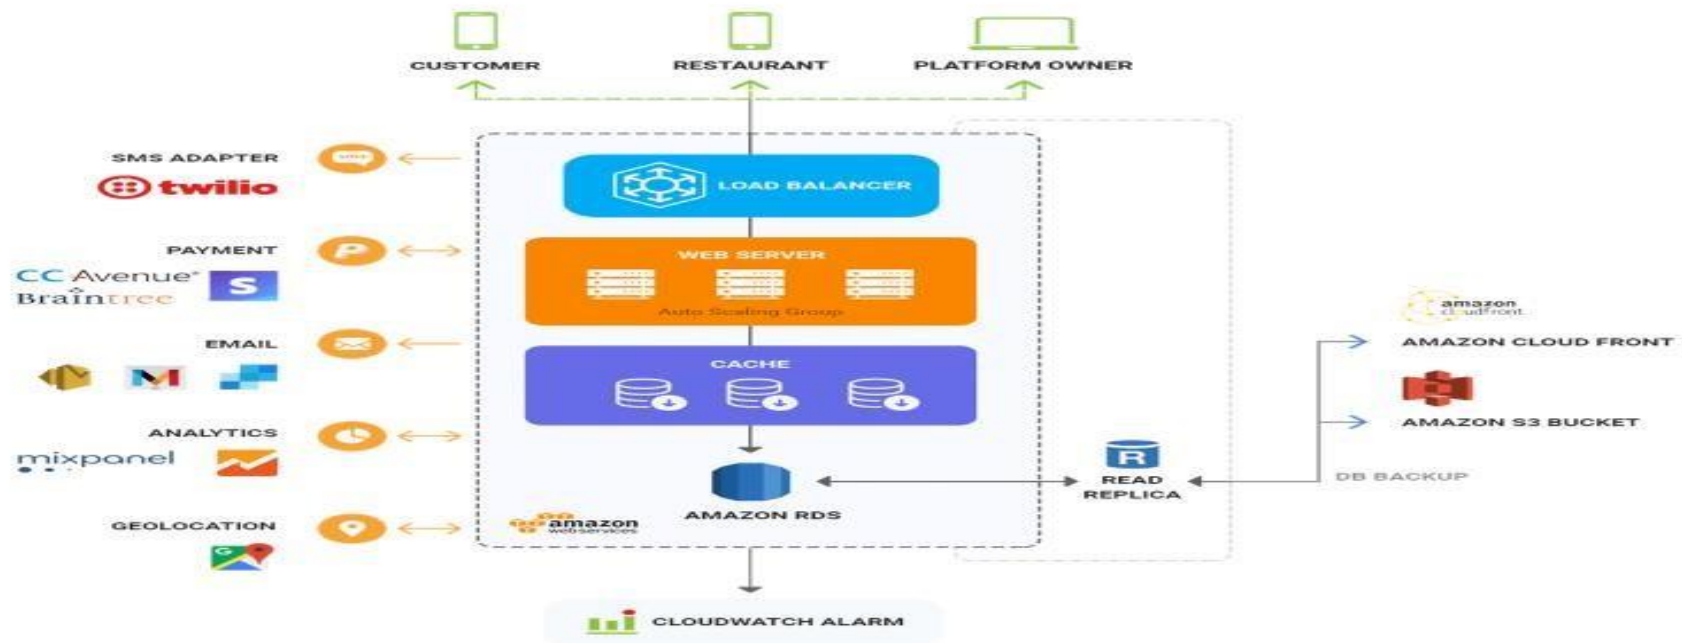 CUSTOMER
RESTAURANT
PLATFORM OWNER
SMS ADAPTER
twilio
LOAD BALANCER
PAYMENT
CC Avenue
S
Braintree
WEB SERVER
Auto Scaling Group
EMAIL
CACHE
ANALYTICS
mixpanel
amazon
cloudfront
AMAZON CLOUD FRONT
AMAZON S3 BUCKET
R
READ
REPLICA
DB BACKUP
AMAZON RDS
amazon
webservices
GEOLOCATION
G
CLOUDWATCH ALARM